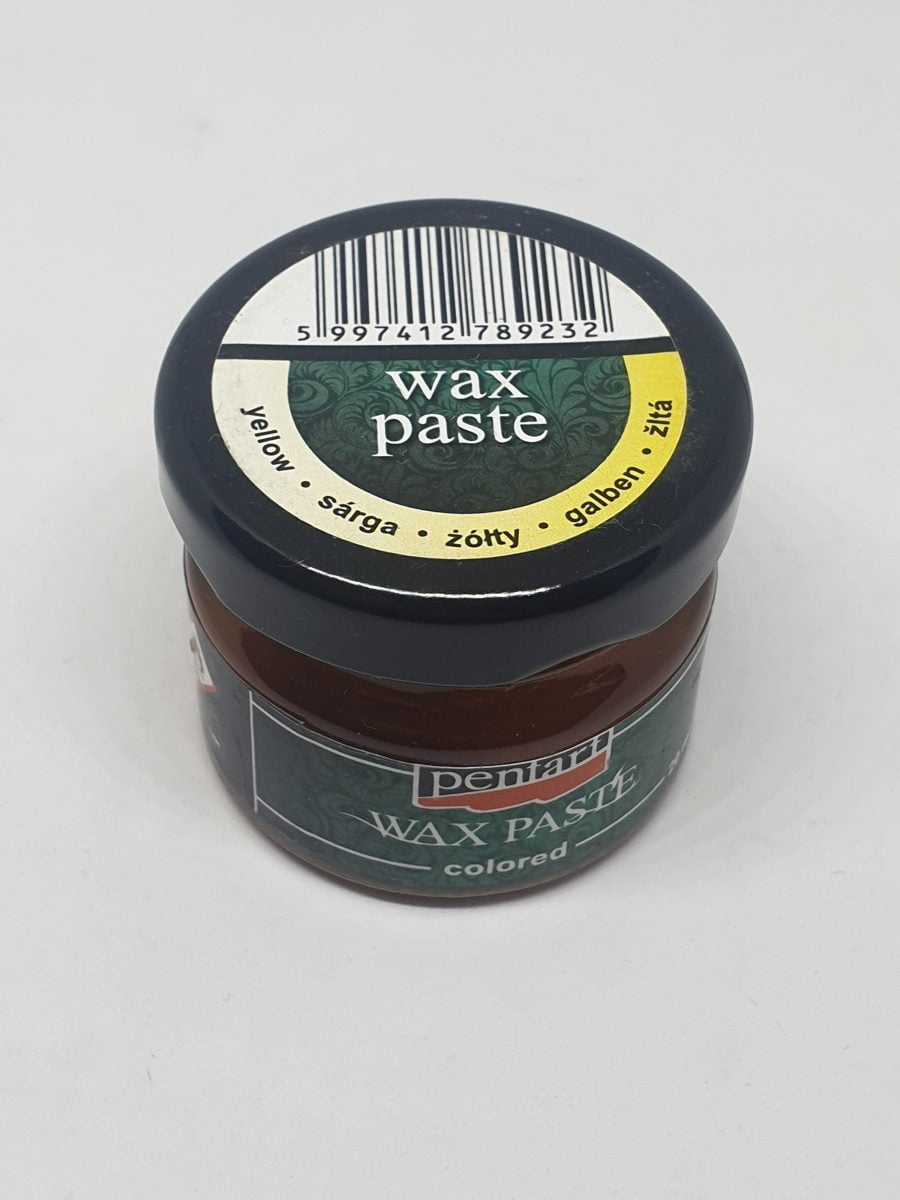 5 997412 789232
wax
paste
yellow • sárga • żółty • galben • žltá
pentart
WAX PASTE
colored